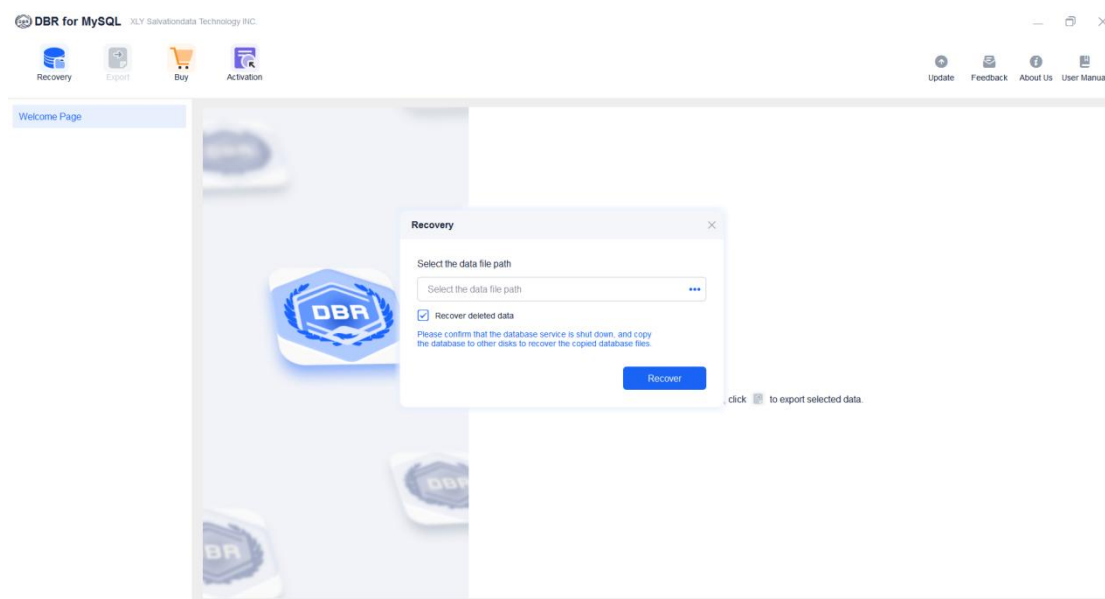 DBR for MySQL XLY Salvationdata Technology INC.
Recovery Export Buy Activation
Update Feedback About Us User Manua
Welcome Page
Recovery
Select the data file path
Select the data file path
Recover deleted data
Please confirm that the database service is shut down, and copy
the database to other disks to recover the copied database files
Recover
, click to export selected data.
DBR
DBR
DBR